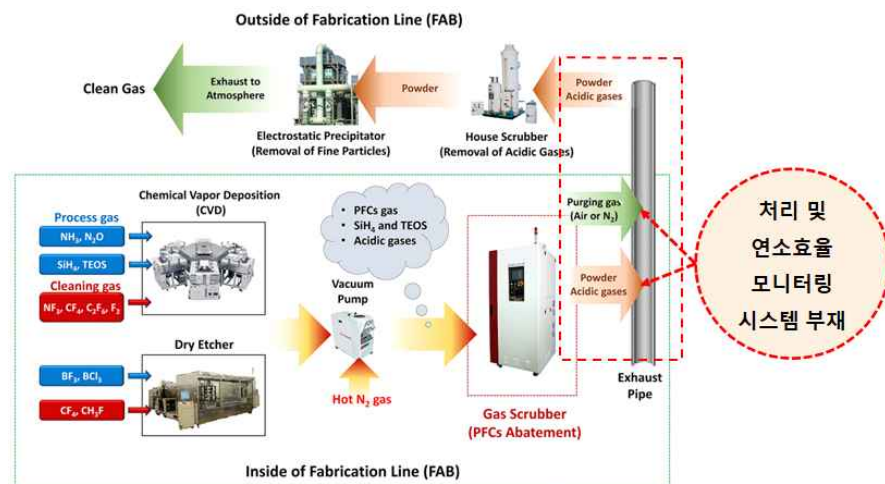 Outside of Fabrication Line (FAB)
Clean Gas
Exhaust to
Atmosphere
Powder
Powder
Acidic gases
Electrostatic Precipitator
(Removal of Fine Particles)
House Scrubber
(Removal of Acidic Gases)
Chemical Vapor Deposition
(CVD)
Process gas
NH₃, N₂O
SiH₄, TEOS
Cleaning gas
NF₃, CF₄, C₂F₆, F₂
Dry Etcher
BF₃, BCl₃
CF₄, CH₃F
• PFCs gas
• SiH₄ and TEOS
• Acidic gases
Vacuum
Pump
Hot N₂ gas
Gas Scrubber
(PFCs Abatement)
Purging gas
(Air or N₂)
Powder
Acidic gases
Exhaust
Pipe
처리 및
연소효율
모니터링
시스템 부재
Inside of Fabrication Line (FAB)